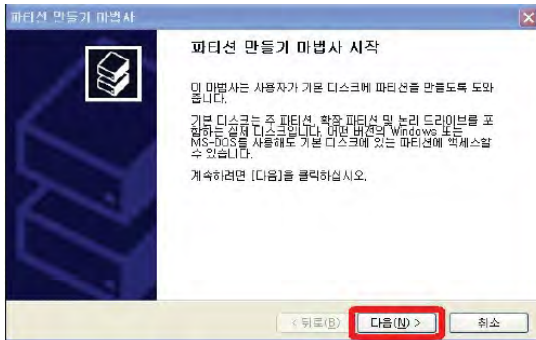 파티션 만들기 마법사
파티션 만들기 마법사 시작
이 마법사는 사용자가 기본 디스크에 파티션을 만들도록 도와
줍니다.
기본 디스크는 주 파티션, 확장 파티션 및 논리 드라이브를 포
함하는 실제 디스크입니다. 어떤 버전의 Windows 또는
MS-DOS를 사용해도 기본 디스크에 있는 파티션에 액세스할
수 있습니다.
계속하려면 [다음]을 클릭하십시오.
< 뒤로(B)
다음(N) >
취소